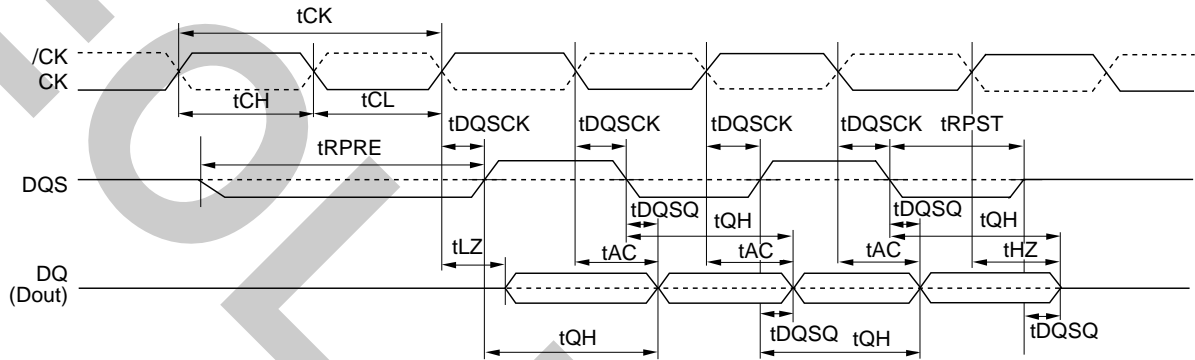 tCK
/CK
CK
tCH tCL
tDQSCK tDQSCK tDQSCK tDQSCK tRPST
tRPRE
DQS
tDQSQ tDQSQ
tQH tQH
tLZ tAC tAC tAC tHZ
DQ
(Dout)
tDQSQ tDQSQ
tQH tQH